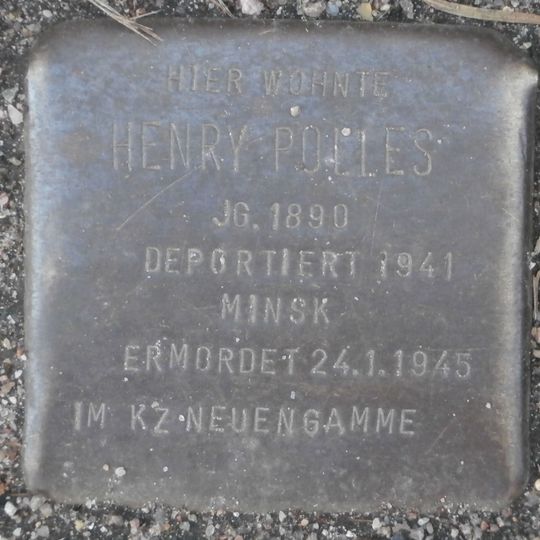 HIER WOHNTE
HENRY POLLES
JG. 1890
DEPORTIERT 1941
MINSK
ERMORDET 24.1.1945
IM KZ NEUENGAMME